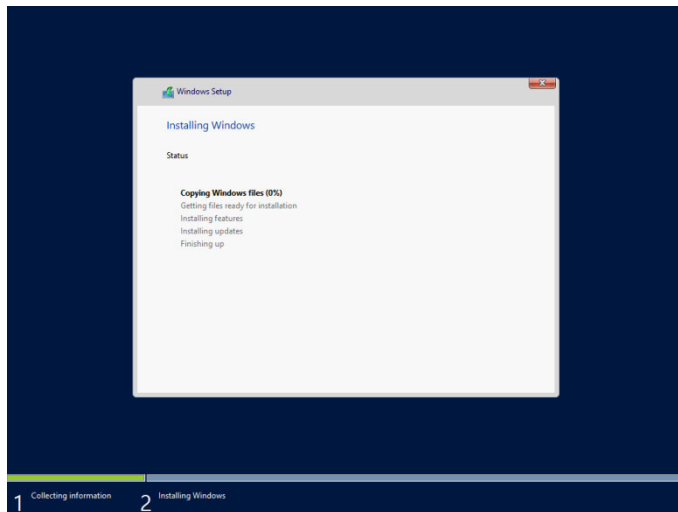 Windows Setup
Installing Windows
Status
Copying Windows files (0%)
Getting files ready for installation
Installing features
Installing updates
Finishing up
1 Collecting information
2 Installing Windows